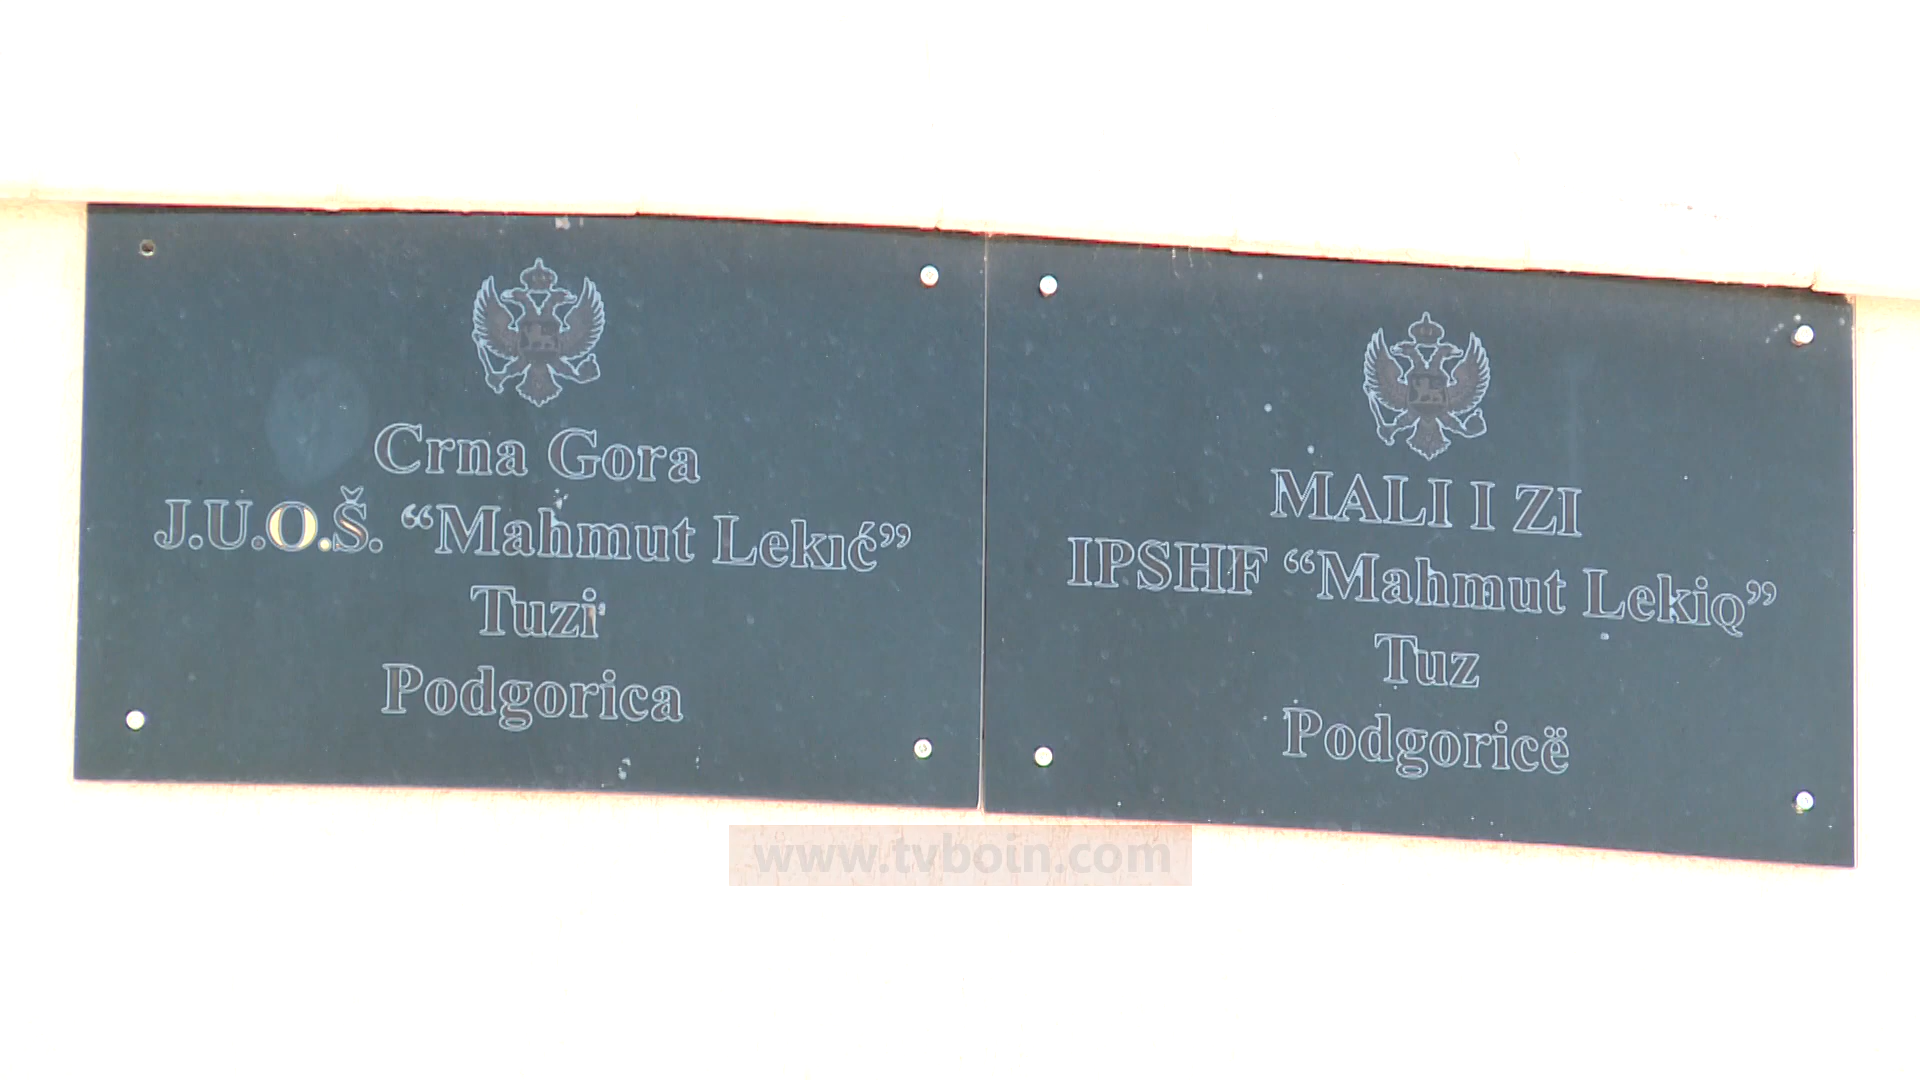 Crna Gora
J.U.O.Š. “Mahmut Lekić”
Tuzi
Podgorica
MALI I ZI
IPSHF “Mahmut Lekiq”
Tuz
Podgoricë
www.tvboin.com